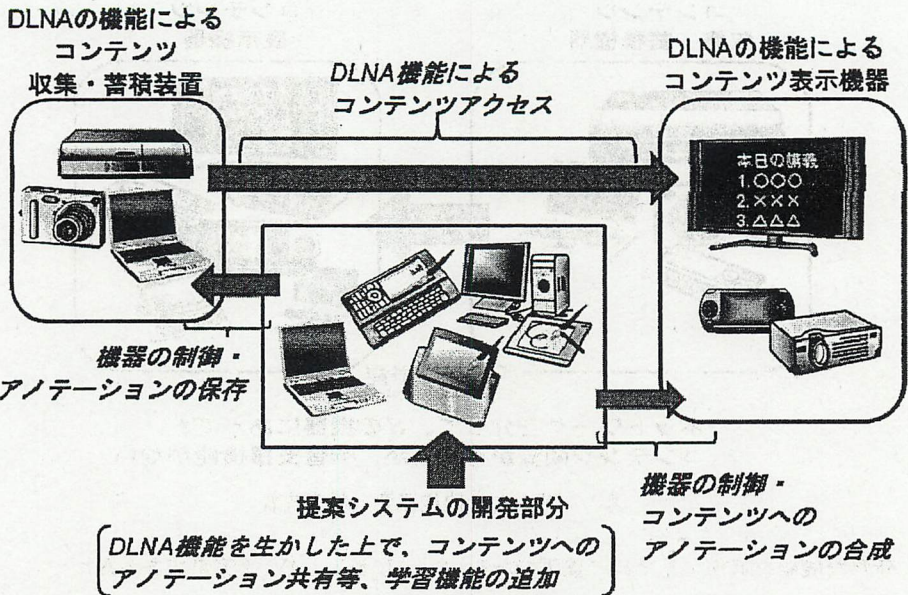 DLNAの機能による
コンテンツ
収集・蓄積装置
DLNA機能による
コンテンツアクセス
DLNAの機能による
コンテンツ表示機器
本日の講義
1.○○○
2.×××
3.△△△
機器の制御・
アノテーションの保存
提案システムの開発部分
DLNA機能を生かした上で、コンテンツへの
アノテーション共有等、学習機能の追加
機器の制御・
コンテンツへの
アノテーションの合成